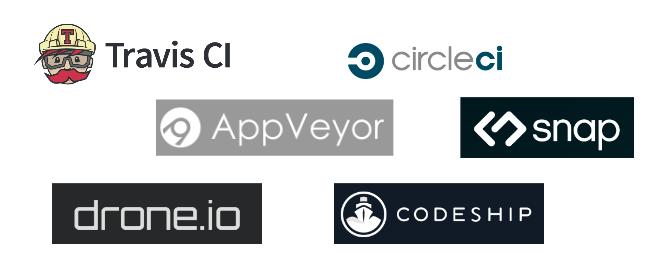 T
Travis CI
circleci
AppVeyor
snap
drone.io
CODESHIP